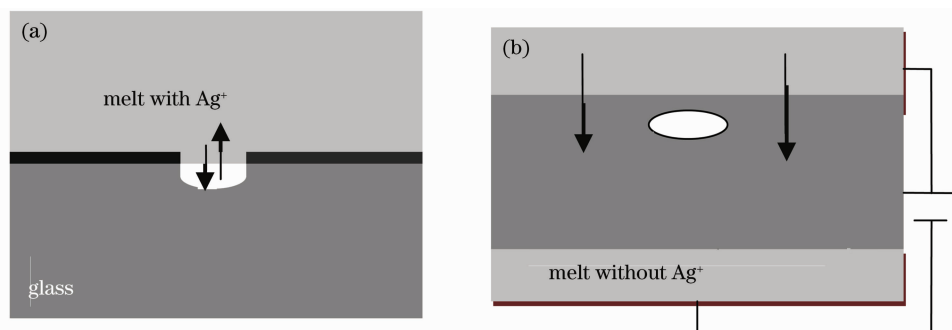 (a)
melt with Ag⁺
glass
(b)
melt without Ag⁺